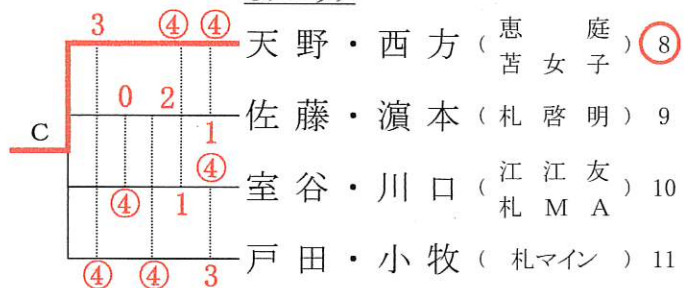 3 ④ ④ 天野・西方 (恵庭 苫女子) ⑧
0 2
C 1 佐藤・濵本 (札啓明) 9
④
④ 1 室谷・川口 (江江友 札MA) 10
④ ④ 3 戸田・小牧 (札マイン) 11